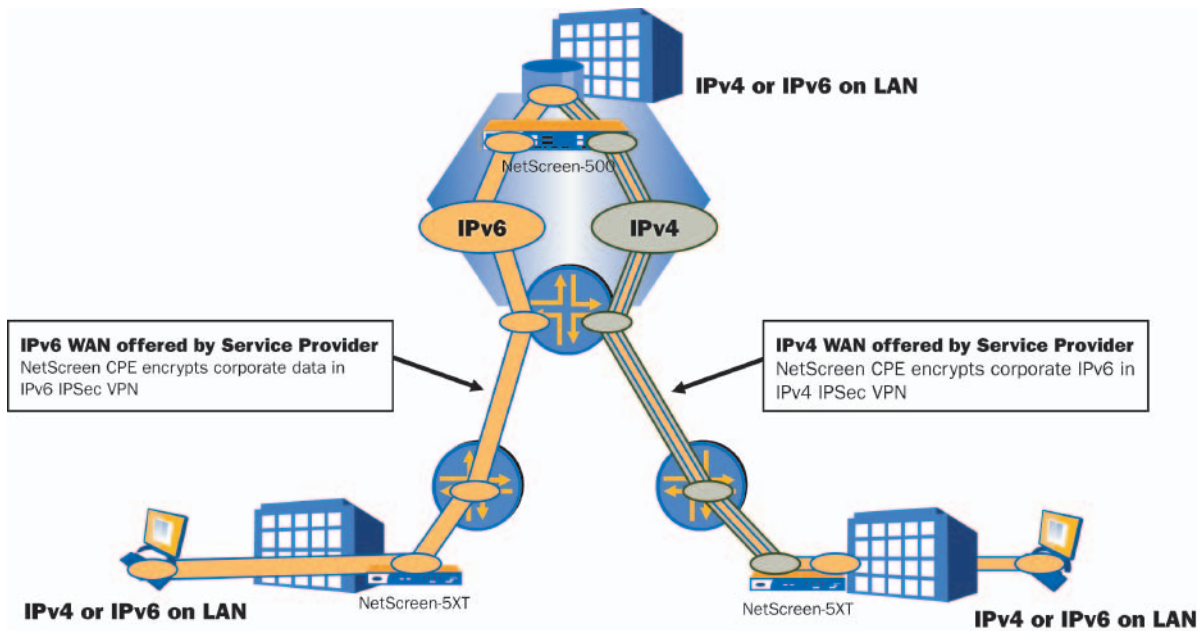 IPv4 or IPv6 on LAN
NetScreen-500
IPv6
IPv4
IPv6 WAN offered by Service Provider
NetScreen CPE encrypts corporate data in
IPv6 IPSec VPN
IPv4 WAN offered by Service Provider
NetScreen CPE encrypts corporate IPv6 in
IPv4 IPSec VPN
NetScreen-5XT
IPv4 or IPv6 on LAN
NetScreen-5XT
IPv4 or IPv6 on LAN